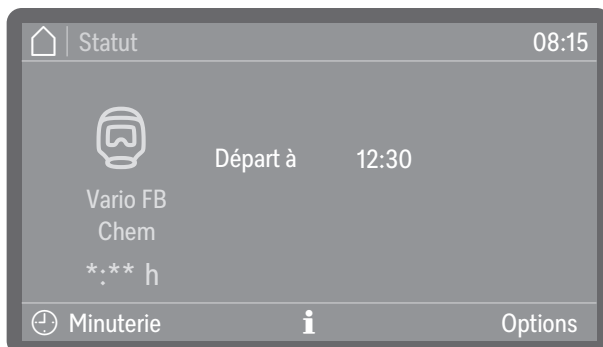 Statut 08:15
Départ à 12:30
Vario FB
Chem
*:** h
Minuterie i Options